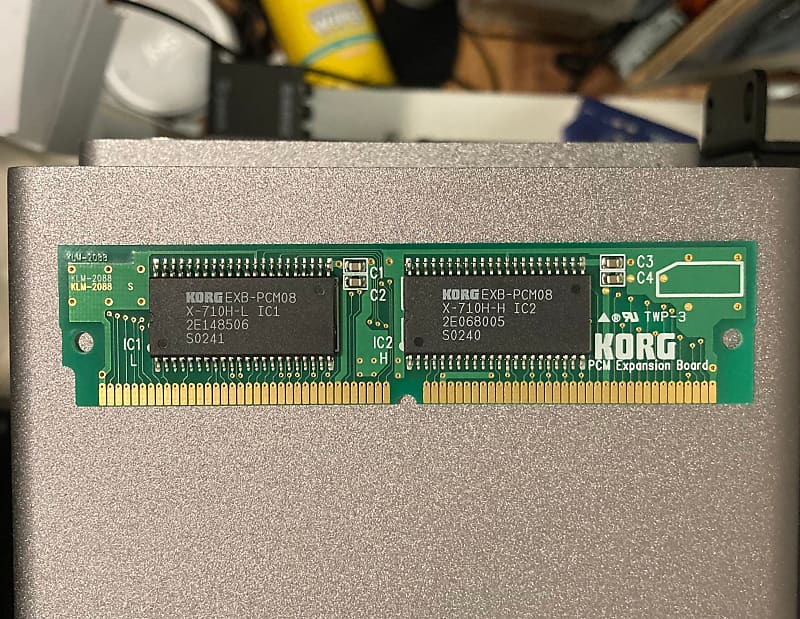 KLM-2088
KLM-2088
KLM-2088
S
KORG EXB-PCM08
X-710H-L IC1
2E148506
S0241
IC1
L
C1
C2
KORG EXB-PCM08
X-710H-H IC2
2E068005
S0240
IC2
H
C3
C4
TWP-3
KORG
PCM Expansion Board